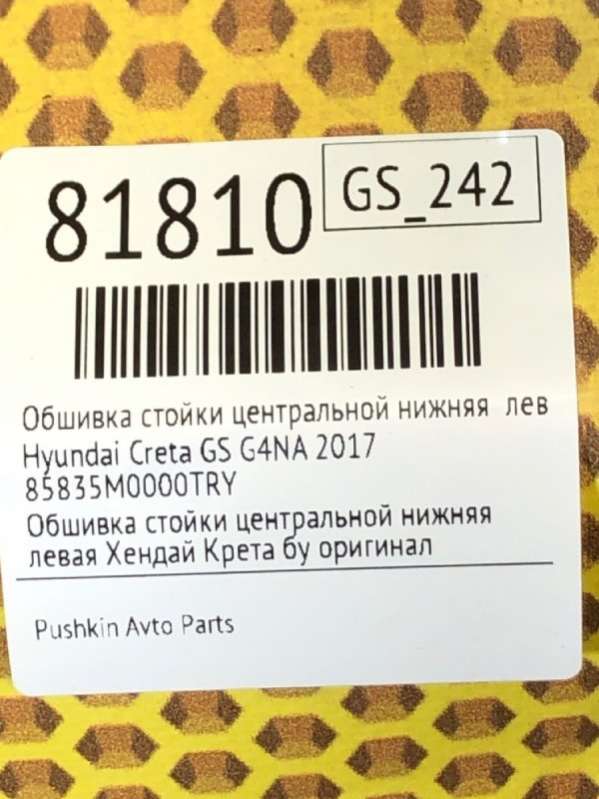 81810
GS_242
Обшивка стойки центральной нижняя лев
Hyundai Creta GS G4NA 2017
85835M0000TRY
Обшивка стойки центральной нижняя
левая Хендай Крета бу оригинал
Pushkin Avto Parts